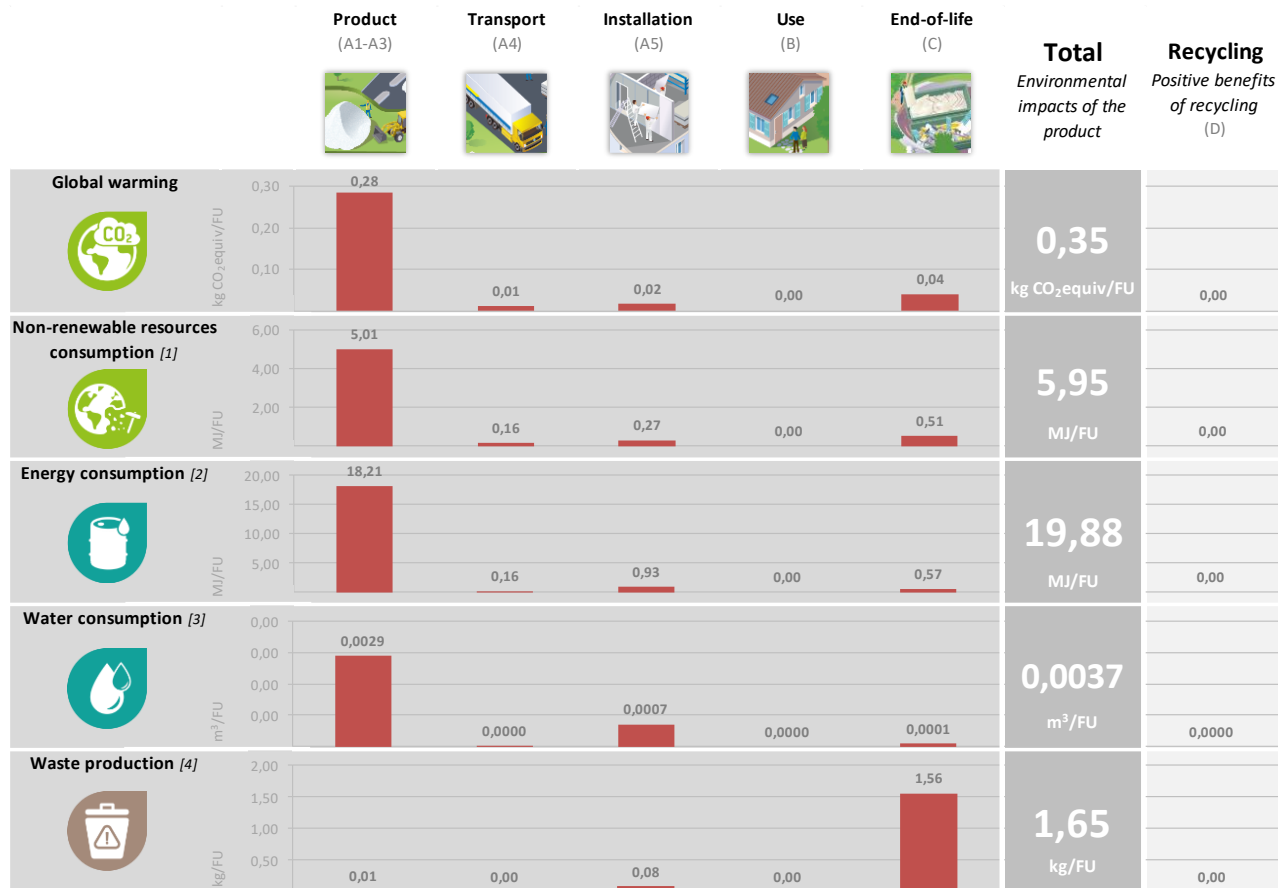 Product
(A1-A3)
Transport
(A4)
Installation
(A5)
Use
(B)
End-of-life
(C)
Total
Environmental
impacts of the
product
Recycling
Positive benefits
of recycling
(D)
Global warming
CO2
kg CO2equiv/FU
0,30
0,20
0,10
0,28
0,01
0,02
0,00
0,04
0,35
kg CO2equiv/FU
0,00
Non-renewable resources
consumption [1]
MJ/FU
6,00
4,00
2,00
5,01
0,16
0,27
0,00
0,51
5,95
MJ/FU
0,00
Energy consumption [2]
MJ/FU
20,00
15,00
10,00
5,00
18,21
0,16
0,93
0,00
0,57
19,88
MJ/FU
0,00
Water consumption [3]
m³/FU
0,00
0,00
0,00
0,00
0,0029
0,0000
0,0007
0,0000
0,0001
0,0037
m³/FU
0,0000
Waste production [4]
kg/FU
2,00
1,50
1,00
0,50
0,01
0,00
0,08
0,00
1,56
1,65
kg/FU
0,00